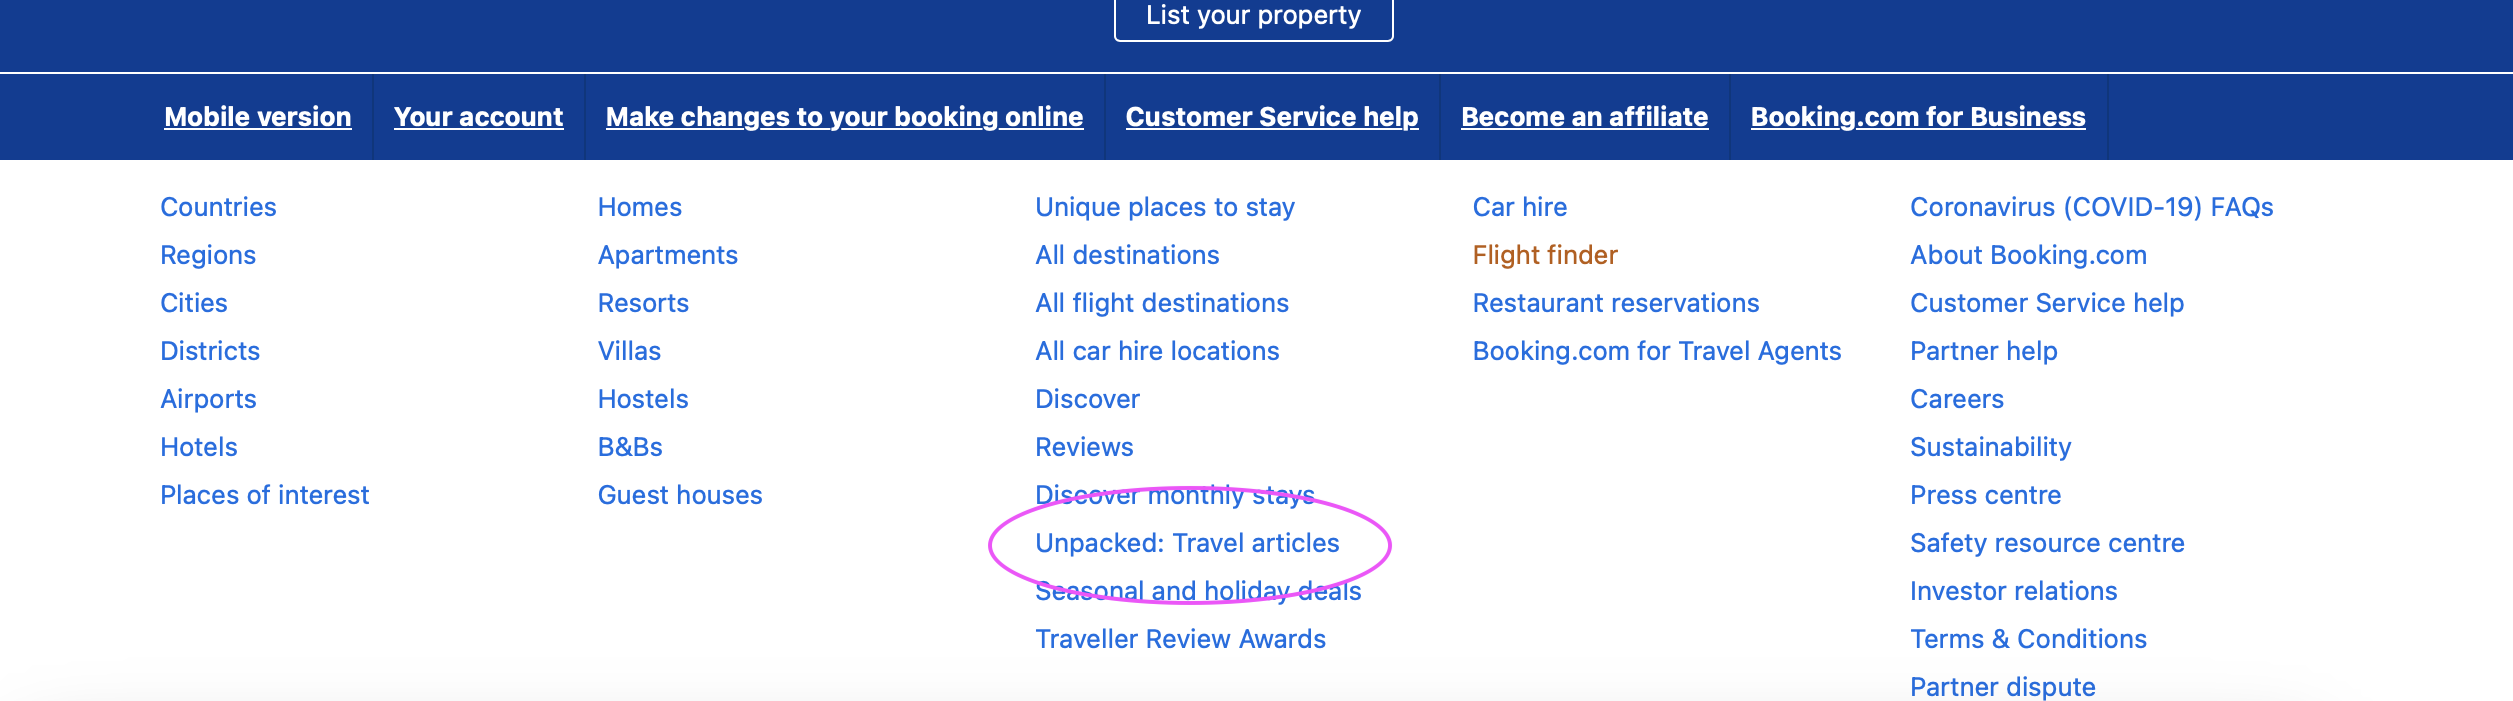 List your property
Mobile version Your account Make changes to your booking online Customer Service help Become an affiliate Booking.com for Business
Countries
Regions
Cities
Districts
Airports
Hotels
Places of interest
Homes
Apartments
Resorts
Villas
Hostels
B&Bs
Guest houses
Unique places to stay
All destinations
All flight destinations
All car hire locations
Discover
Reviews
Discover monthly stays
Unpacked: Travel articles
Seasonal and holiday deals
Traveller Review Awards
Car hire
Flight finder
Restaurant reservations
Booking.com for Travel Agents
Coronavirus (COVID-19) FAQs
About Booking.com
Customer Service help
Partner help
Careers
Sustainability
Press centre
Safety resource centre
Investor relations
Terms & Conditions
Partner dispute